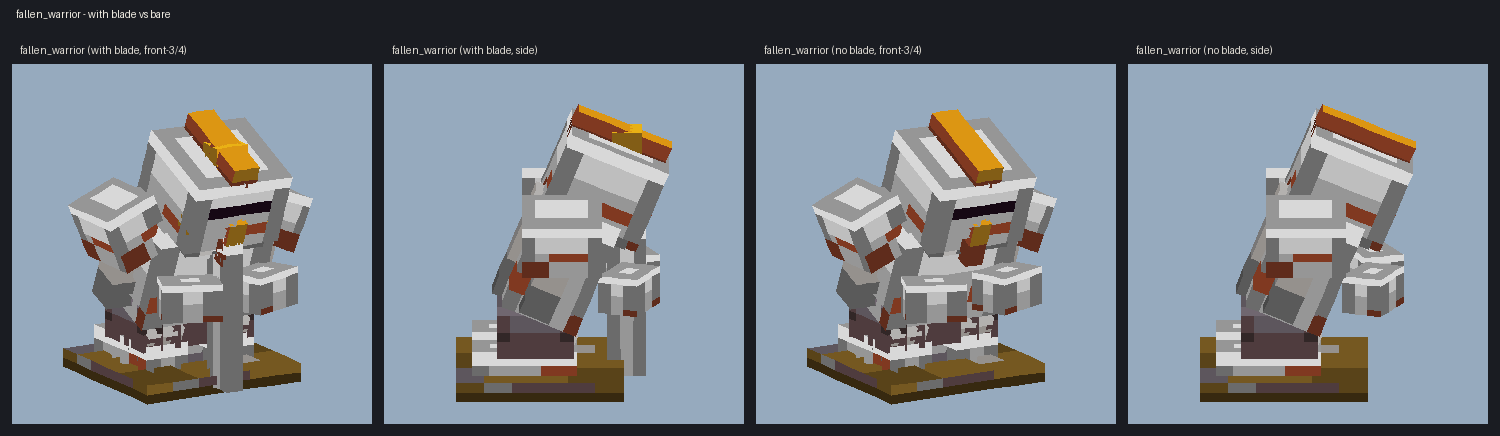 fallen_warrior - with blade vs bare
fallen_warrior (with blade, front-3/4)
fallen_warrior (with blade, side)
fallen_warrior (no blade, front-3/4)
fallen_warrior (no blade, side)